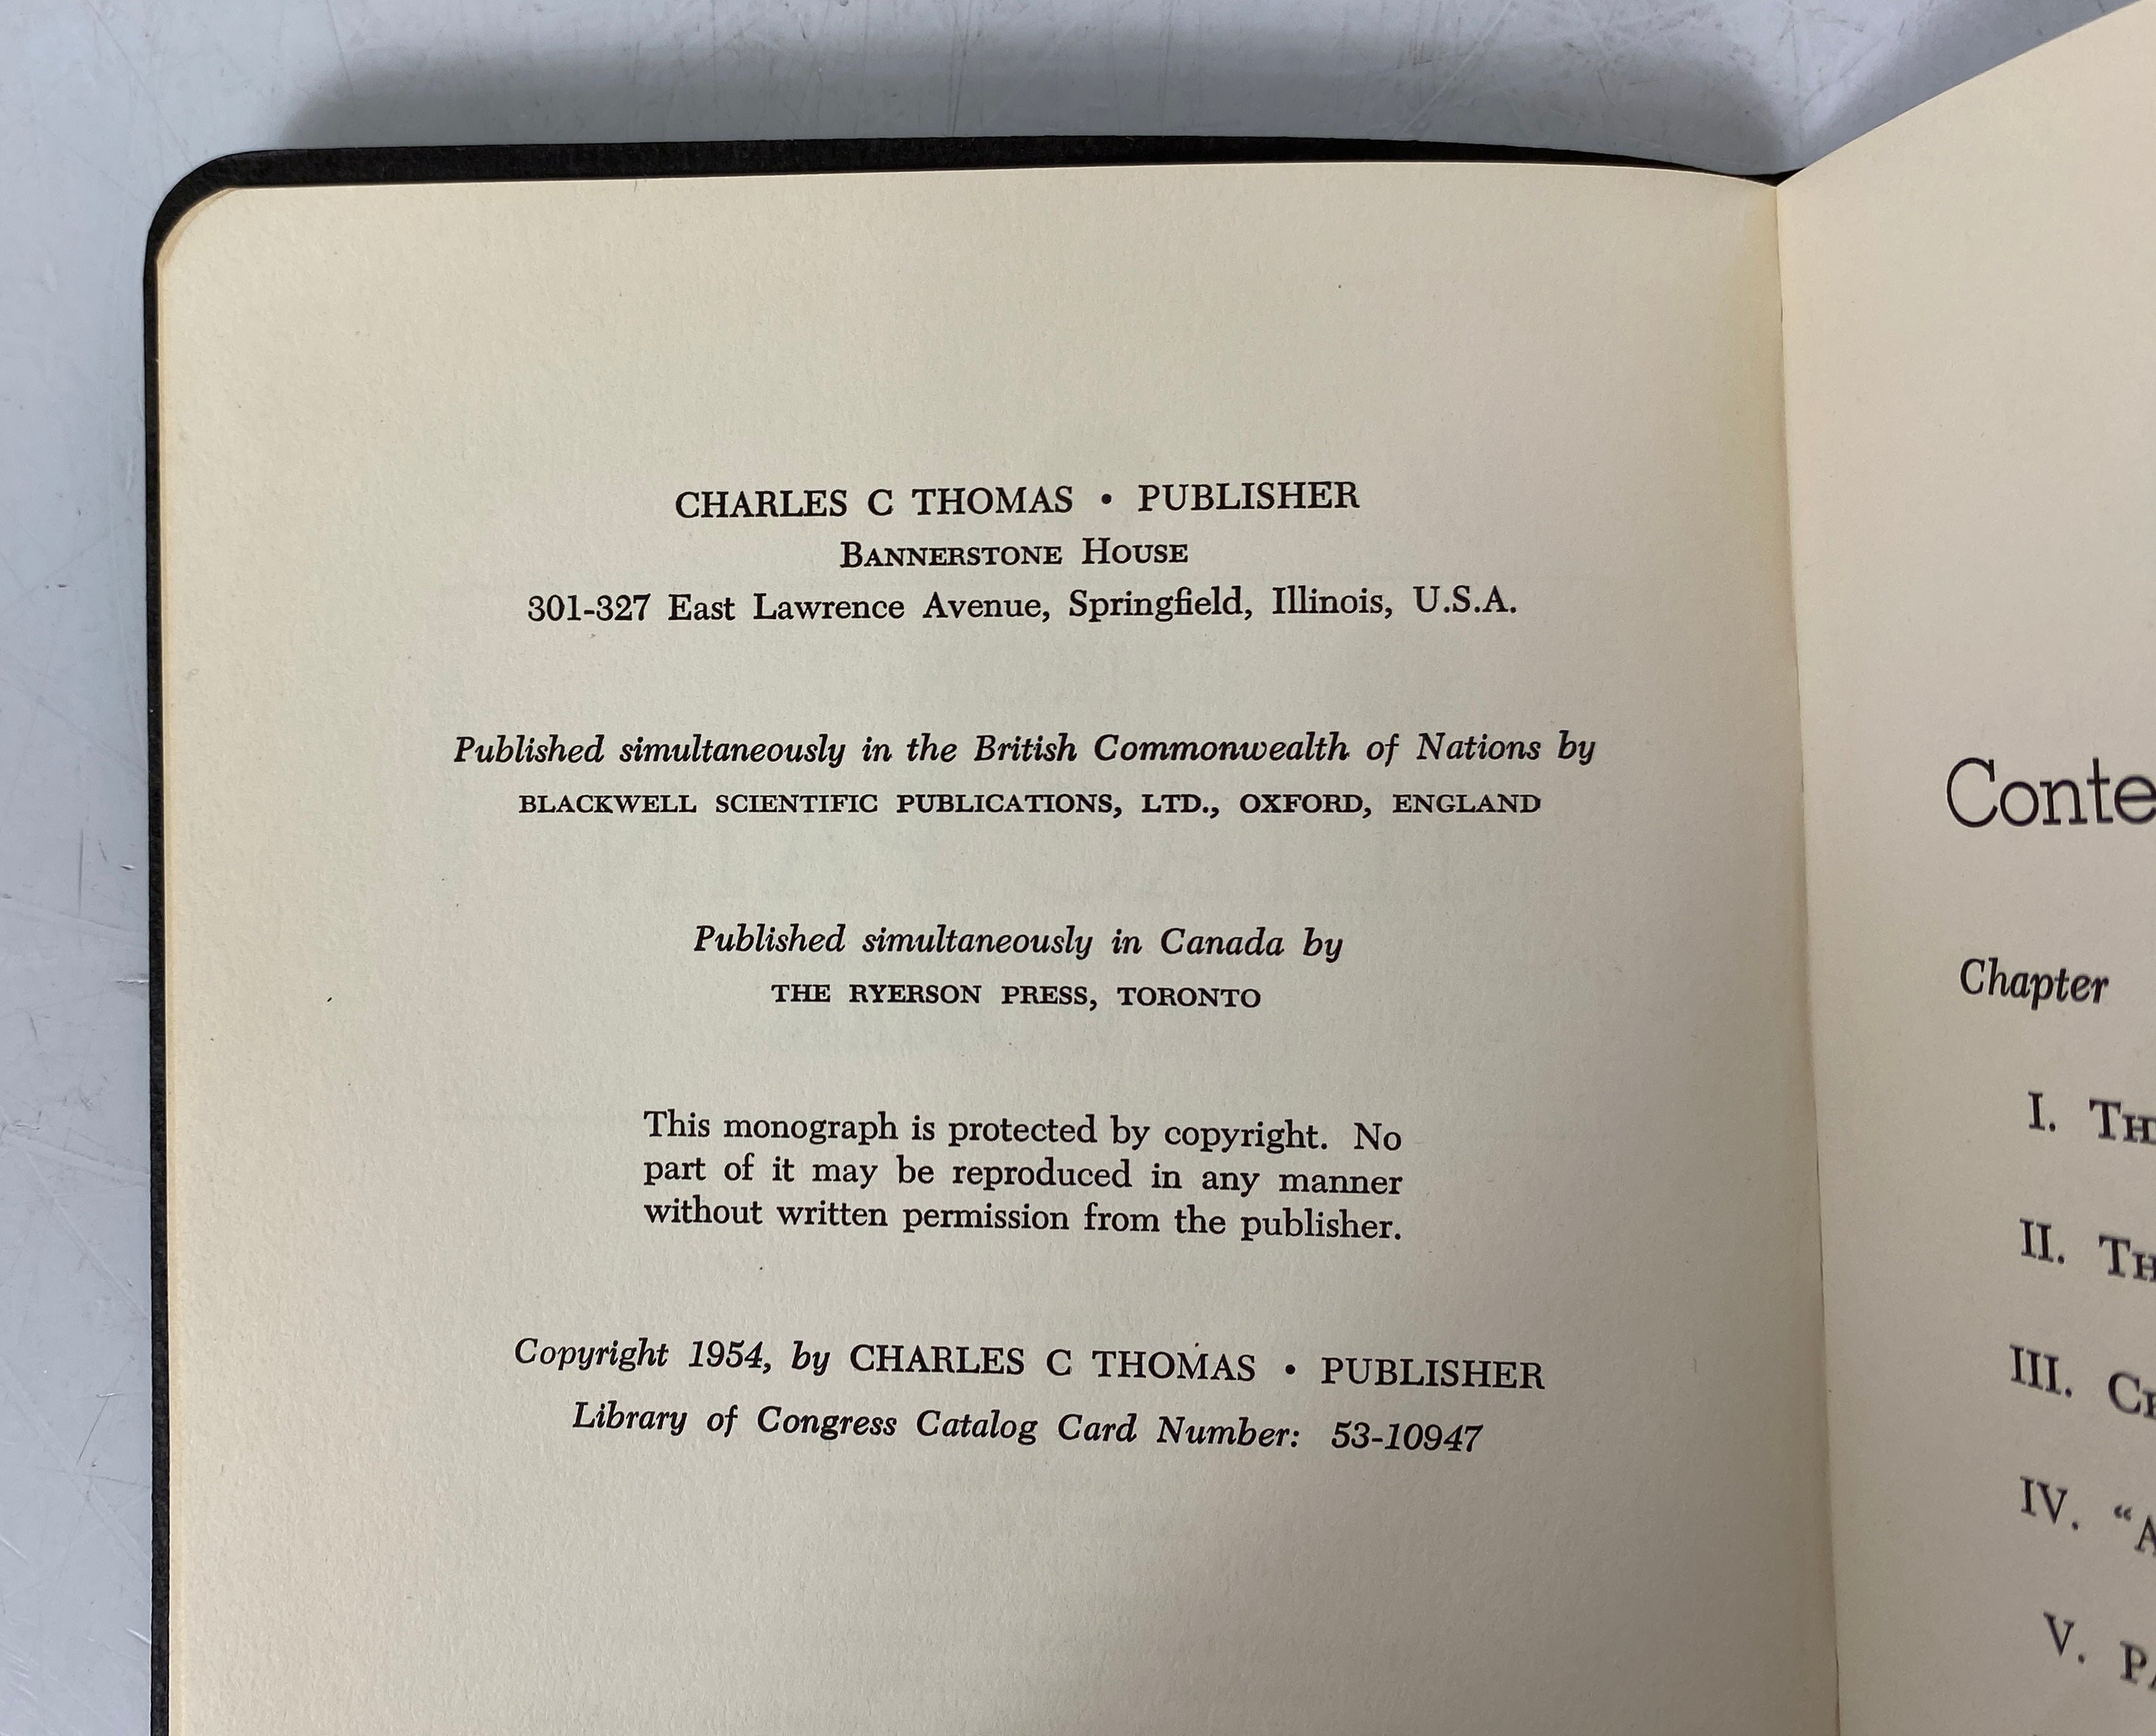 CHARLES C THOMAS • PUBLISHER
BANNERSTONE HOUSE
301-327 East Lawrence Avenue, Springfield, Illinois, U.S.A.
Published simultaneously in the British Commonwealth of Nations by
BLACKWELL SCIENTIFIC PUBLICATIONS, LTD., OXFORD, ENGLAND
Published simultaneously in Canada by
THE RYERSON PRESS, TORONTO
This monograph is protected by copyright. No
part of it may be reproduced in any manner
without written permission from the publisher.
Copyright 1954, by CHARLES C THOMAS • PUBLISHER
Library of Congress Catalog Card Number: 53-10947
Conte
Chapter
I. TH
II. TH
III.
IV. "A
V.